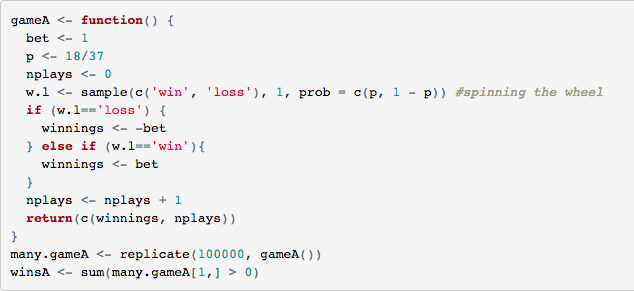 gameA <- function() {
  bet <- 1
  p <- 18/37
  nplays <- 0
  w.l <- sample(c('win', 'loss'), 1, prob = c(p, 1 - p)) #spinning the wheel
  if (w.l=='loss') {
    winnings <- -bet
  } else if (w.l=='win'){
    winnings <- bet
  }
  nplays <- nplays + 1
  return(c(winnings, nplays))
}
many.gameA <- replicate(100000, gameA())
winsA <- sum(many.gameA[1,] > 0)